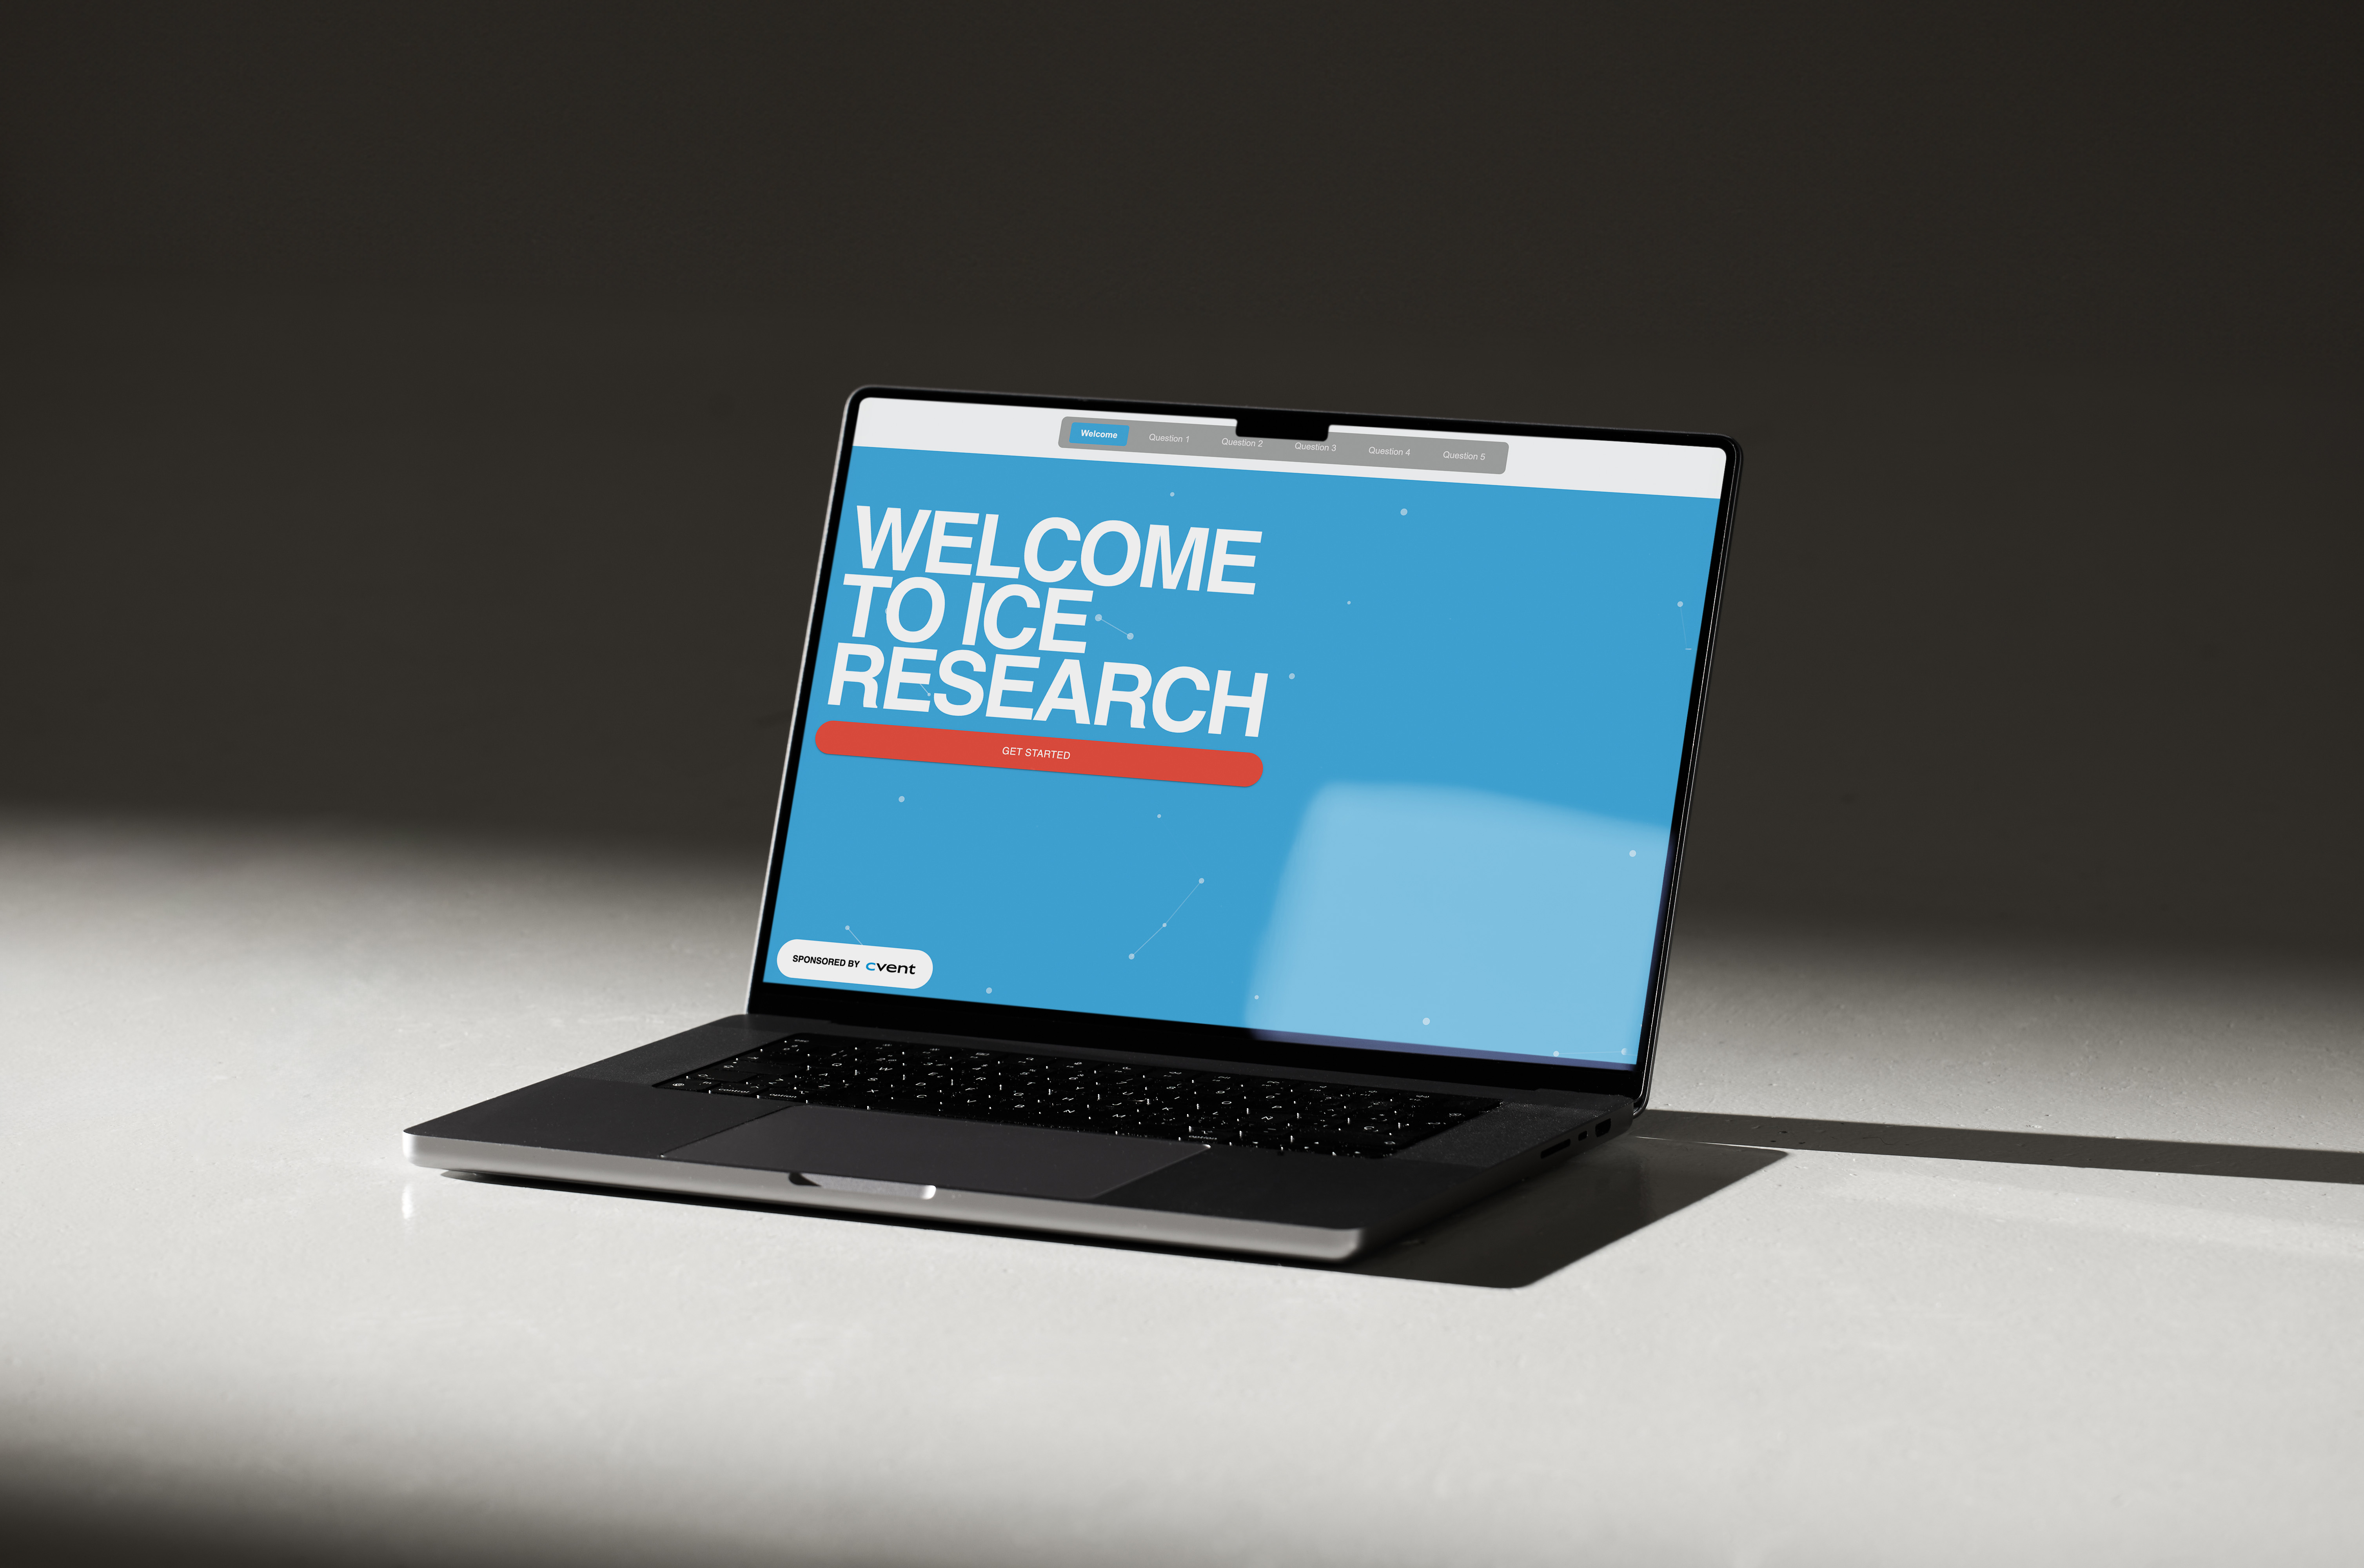 Welcome Question 1 Question 2 Question 3 Question 4 Question 5
WELCOME
TO ICE
RESEARCH
GET STARTED
SPONSORED BY cvent